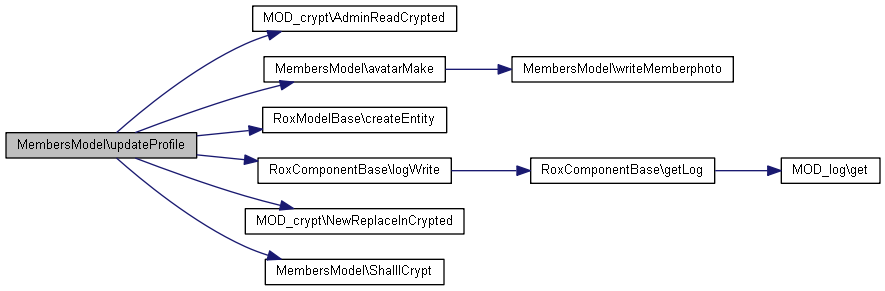 MOD_crypt\AdminReadCrypted
MembersModel\avatarMake
MembersModel\writeMemberphoto
RoxModelBase\createEntity
MembersModel\updateProfile
RoxComponentBase\logWrite
RoxComponentBase\getLog
MOD_log\get
MOD_crypt\NewReplaceInCrypted
MembersModel\ShallICrypt